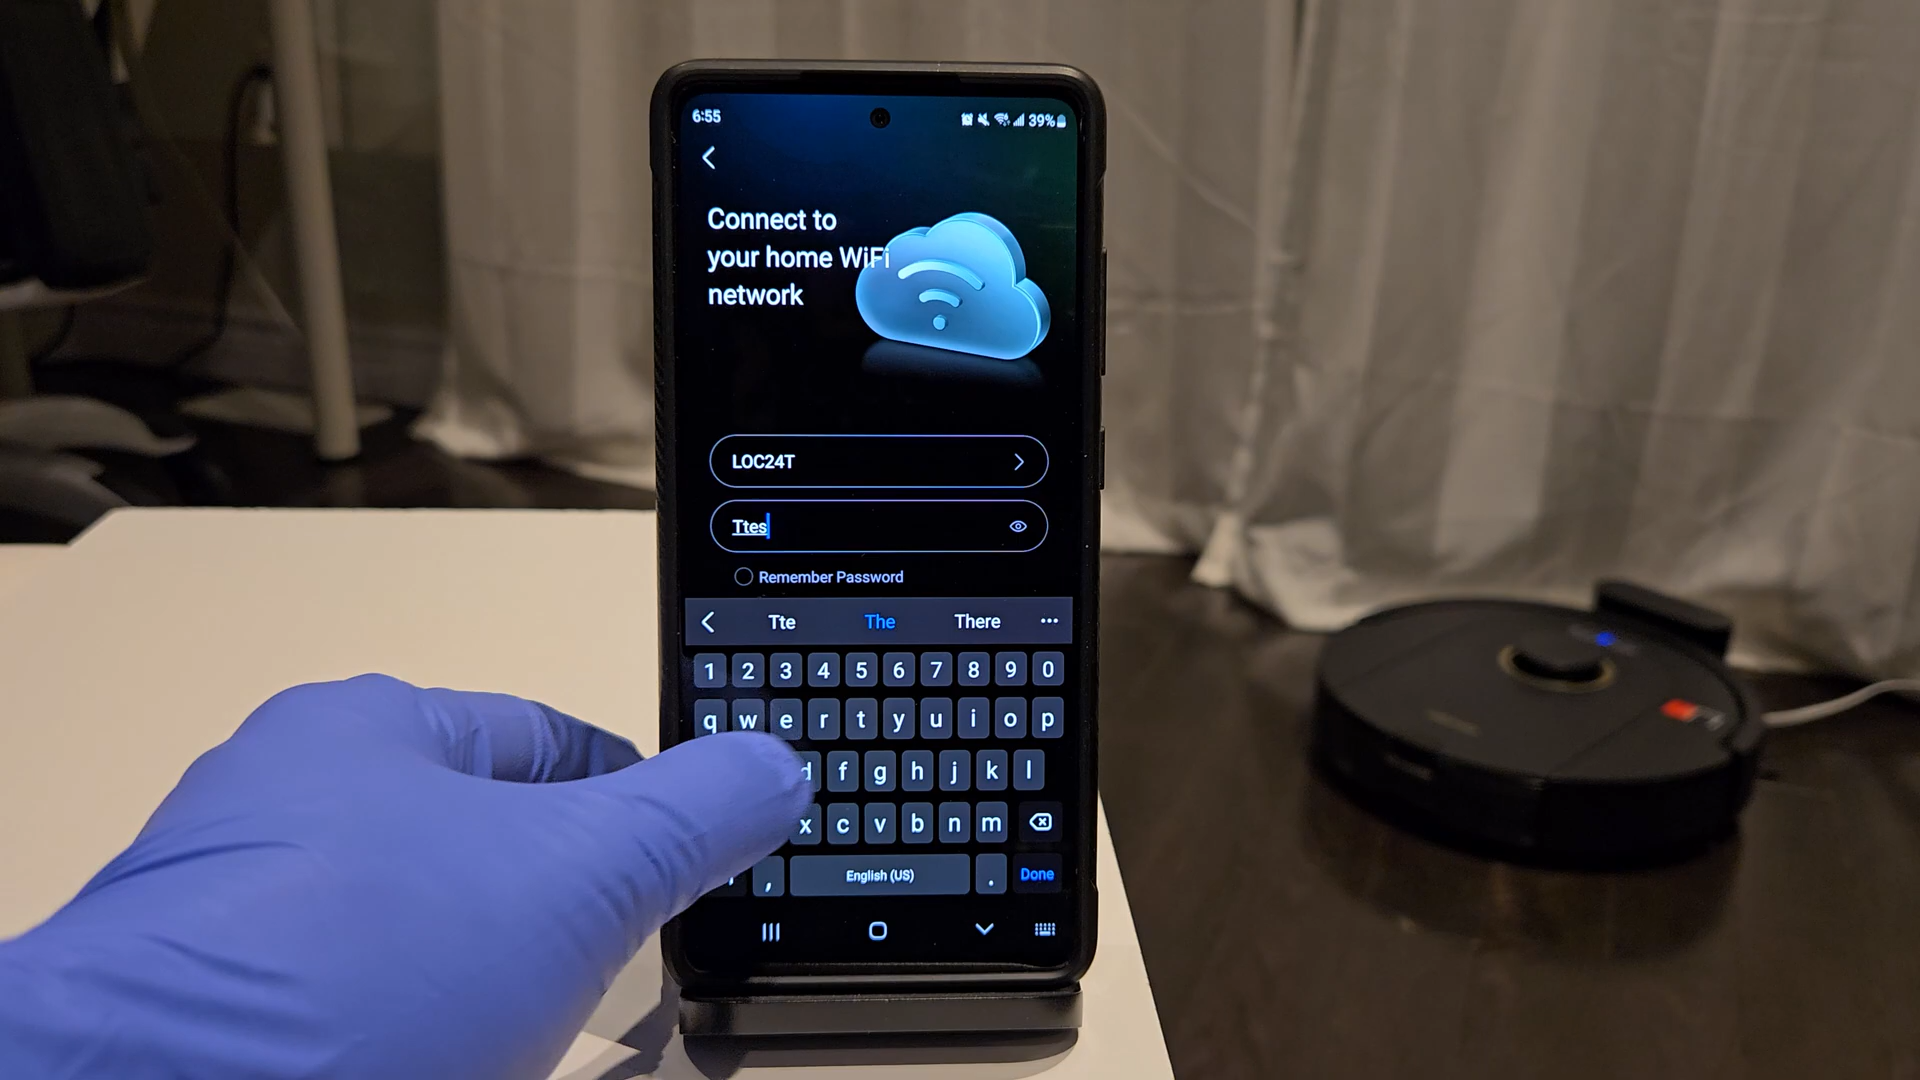 6:55
39%
Connect to
your home WiFi
network
LOC24T
Ttes
Remember Password
Tte The There
1 2 3 4 5 6 7 8 9 0
q w e r t y u i o p
d f g h j k l
x c v b n m
, English (US) . Done